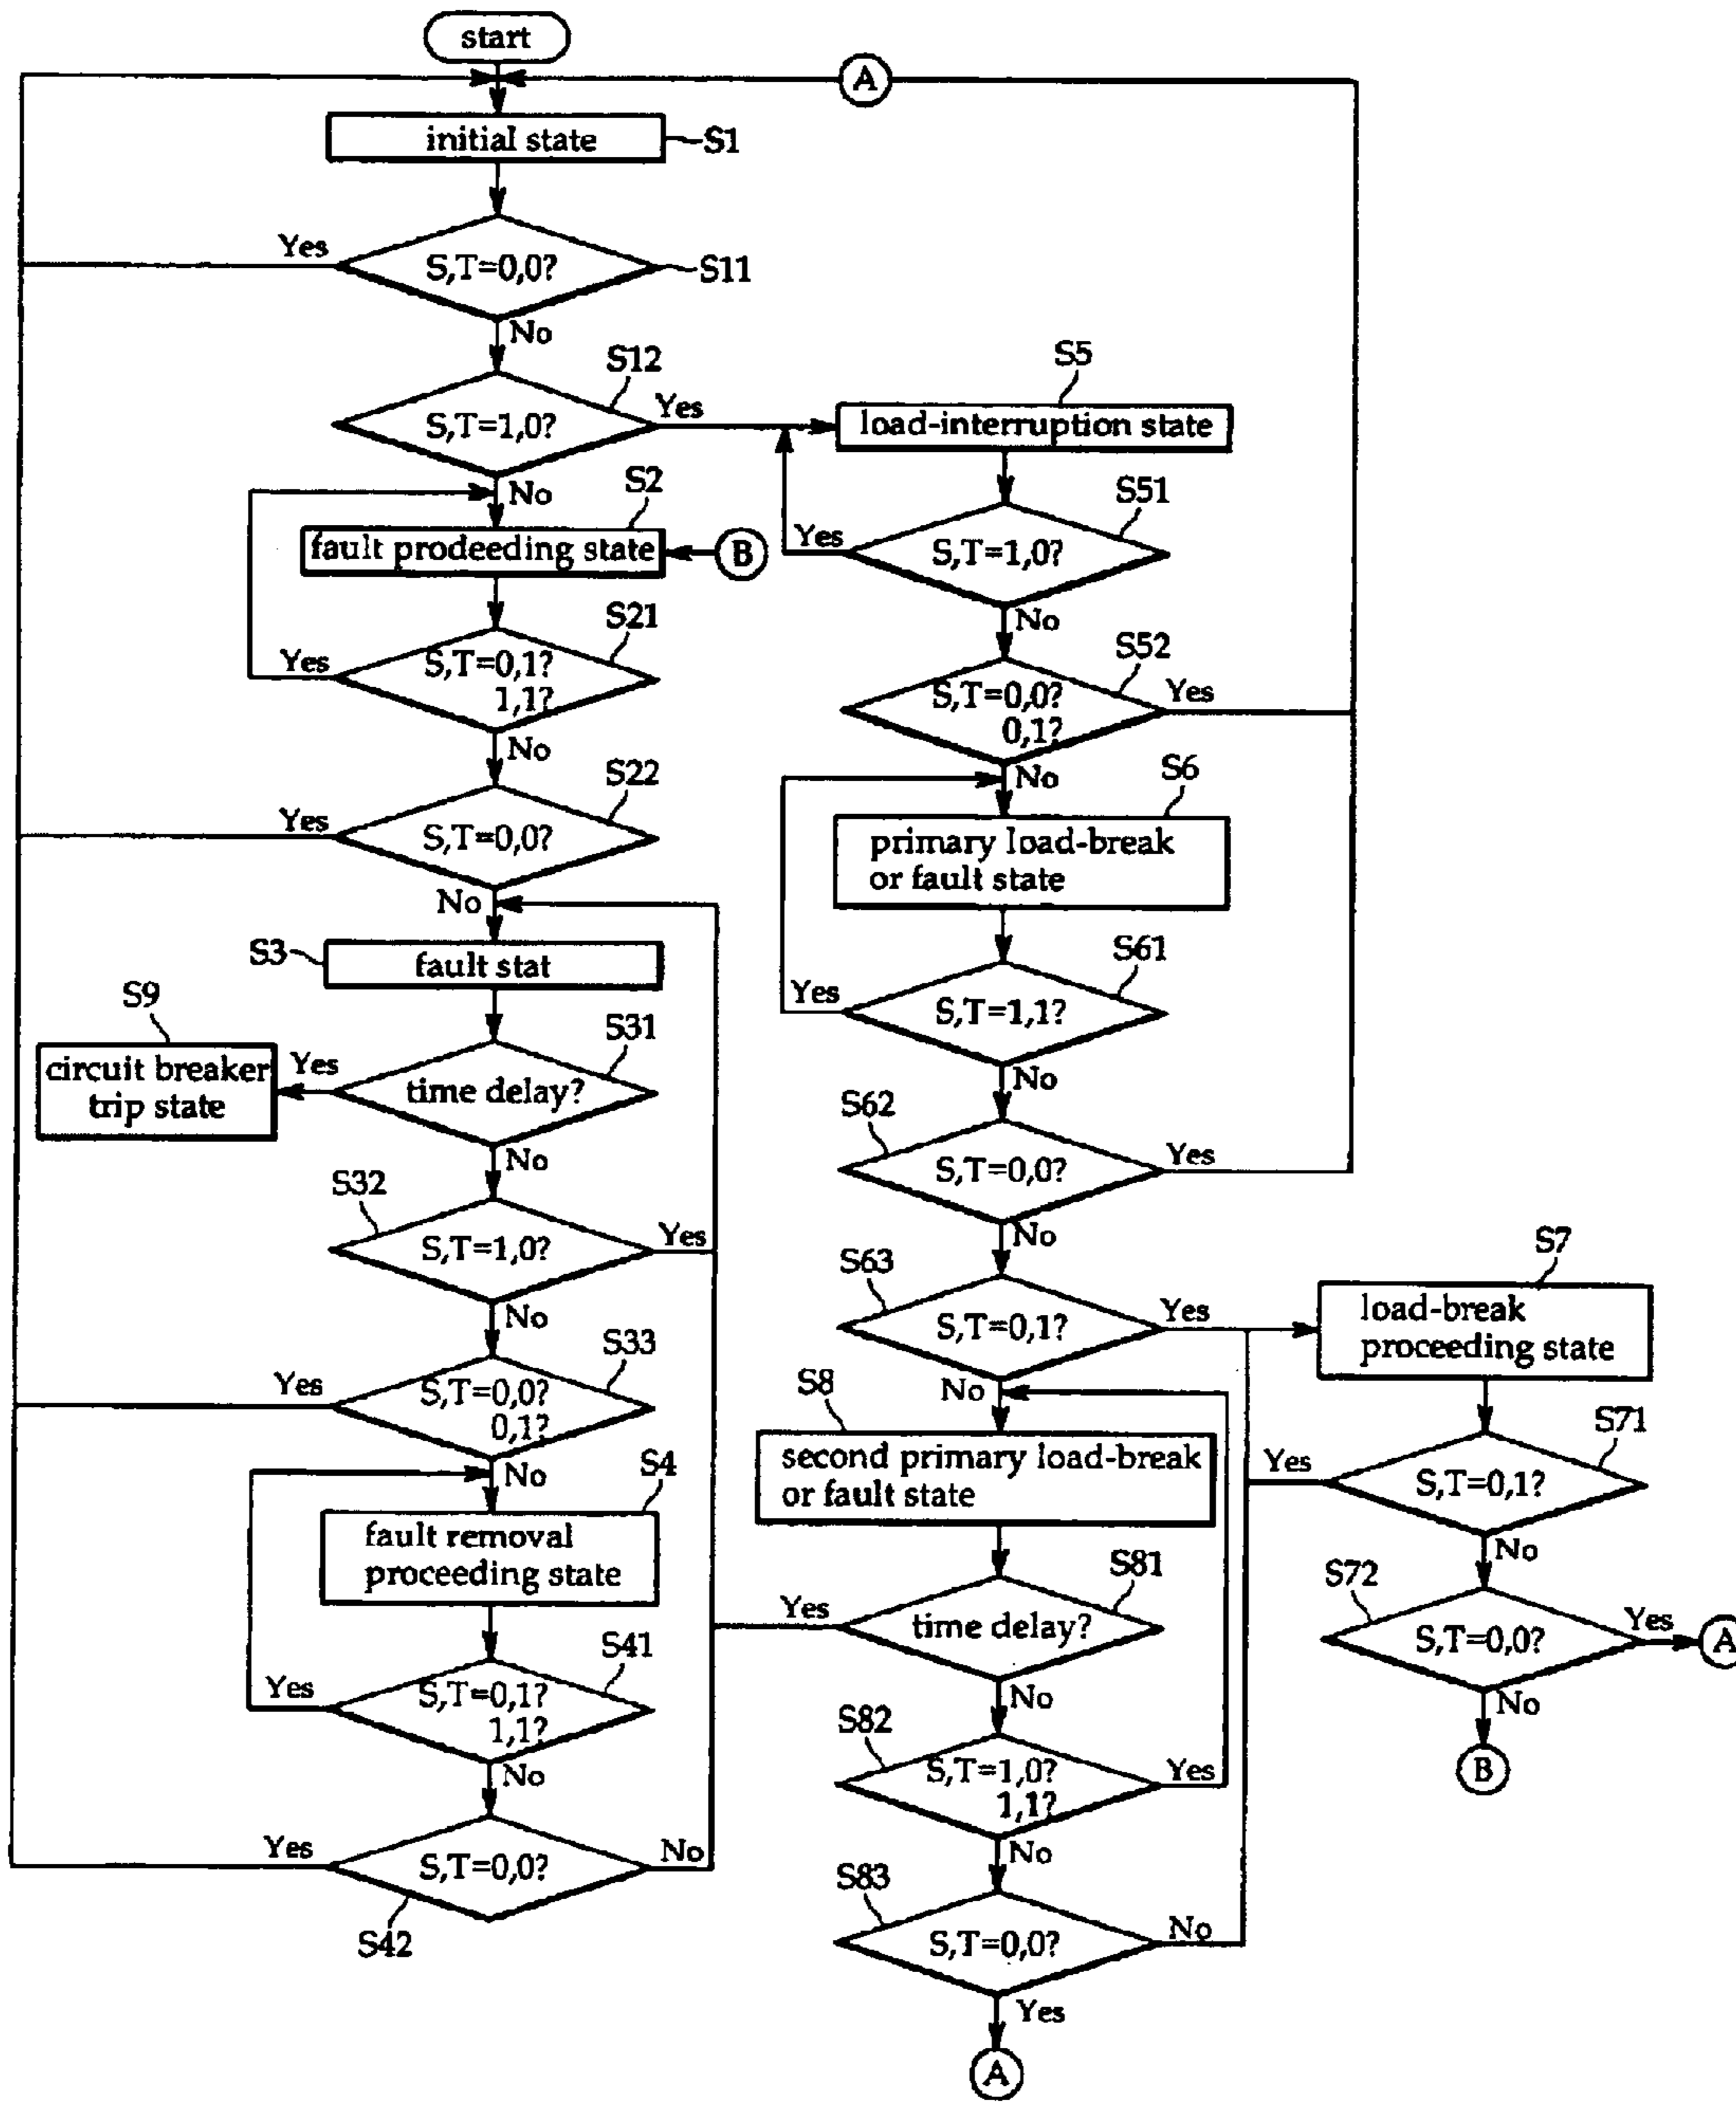 start
A
initial state
S1
Yes
S,T=0,0?
S11
No
S12
S,T=1,0?
Yes
No
S5
load-interruption state
S51
Yes
S,T=1,0?
No
S2
fault prodeeding state
B
S21
Yes
S,T=0,1?
1,1?
No
S52
S,T=0,0?
0,1?
Yes
No
S22
Yes
S,T=0,0?
No
S6
primary load-break
or fault state
S61
Yes
S,T=1,1?
No
S3
fault stat
S9
circuit breaker
trip state
Yes
S31
time delay?
No
S62
S,T=0,0?
Yes
No
S32
S,T=1,0?
Yes
No
S63
S,T=0,1?
Yes
No
S7
load-break
proceeding state
S33
Yes
S,T=0,0?
0,1?
No
S8
second primary load-break
or fault state
S71
Yes
S,T=0,1?
No
S4
fault removal
proceeding state
S81
Yes
time delay?
No
S72
S,T=0,0?
Yes
A
No
B
S41
Yes
S,T=0,1?
1,1?
No
S82
S,T=1,0?
1,1?
Yes
No
Yes
S,T=0,0?
No
S42
S83
S,T=0,0?
No
Yes
A